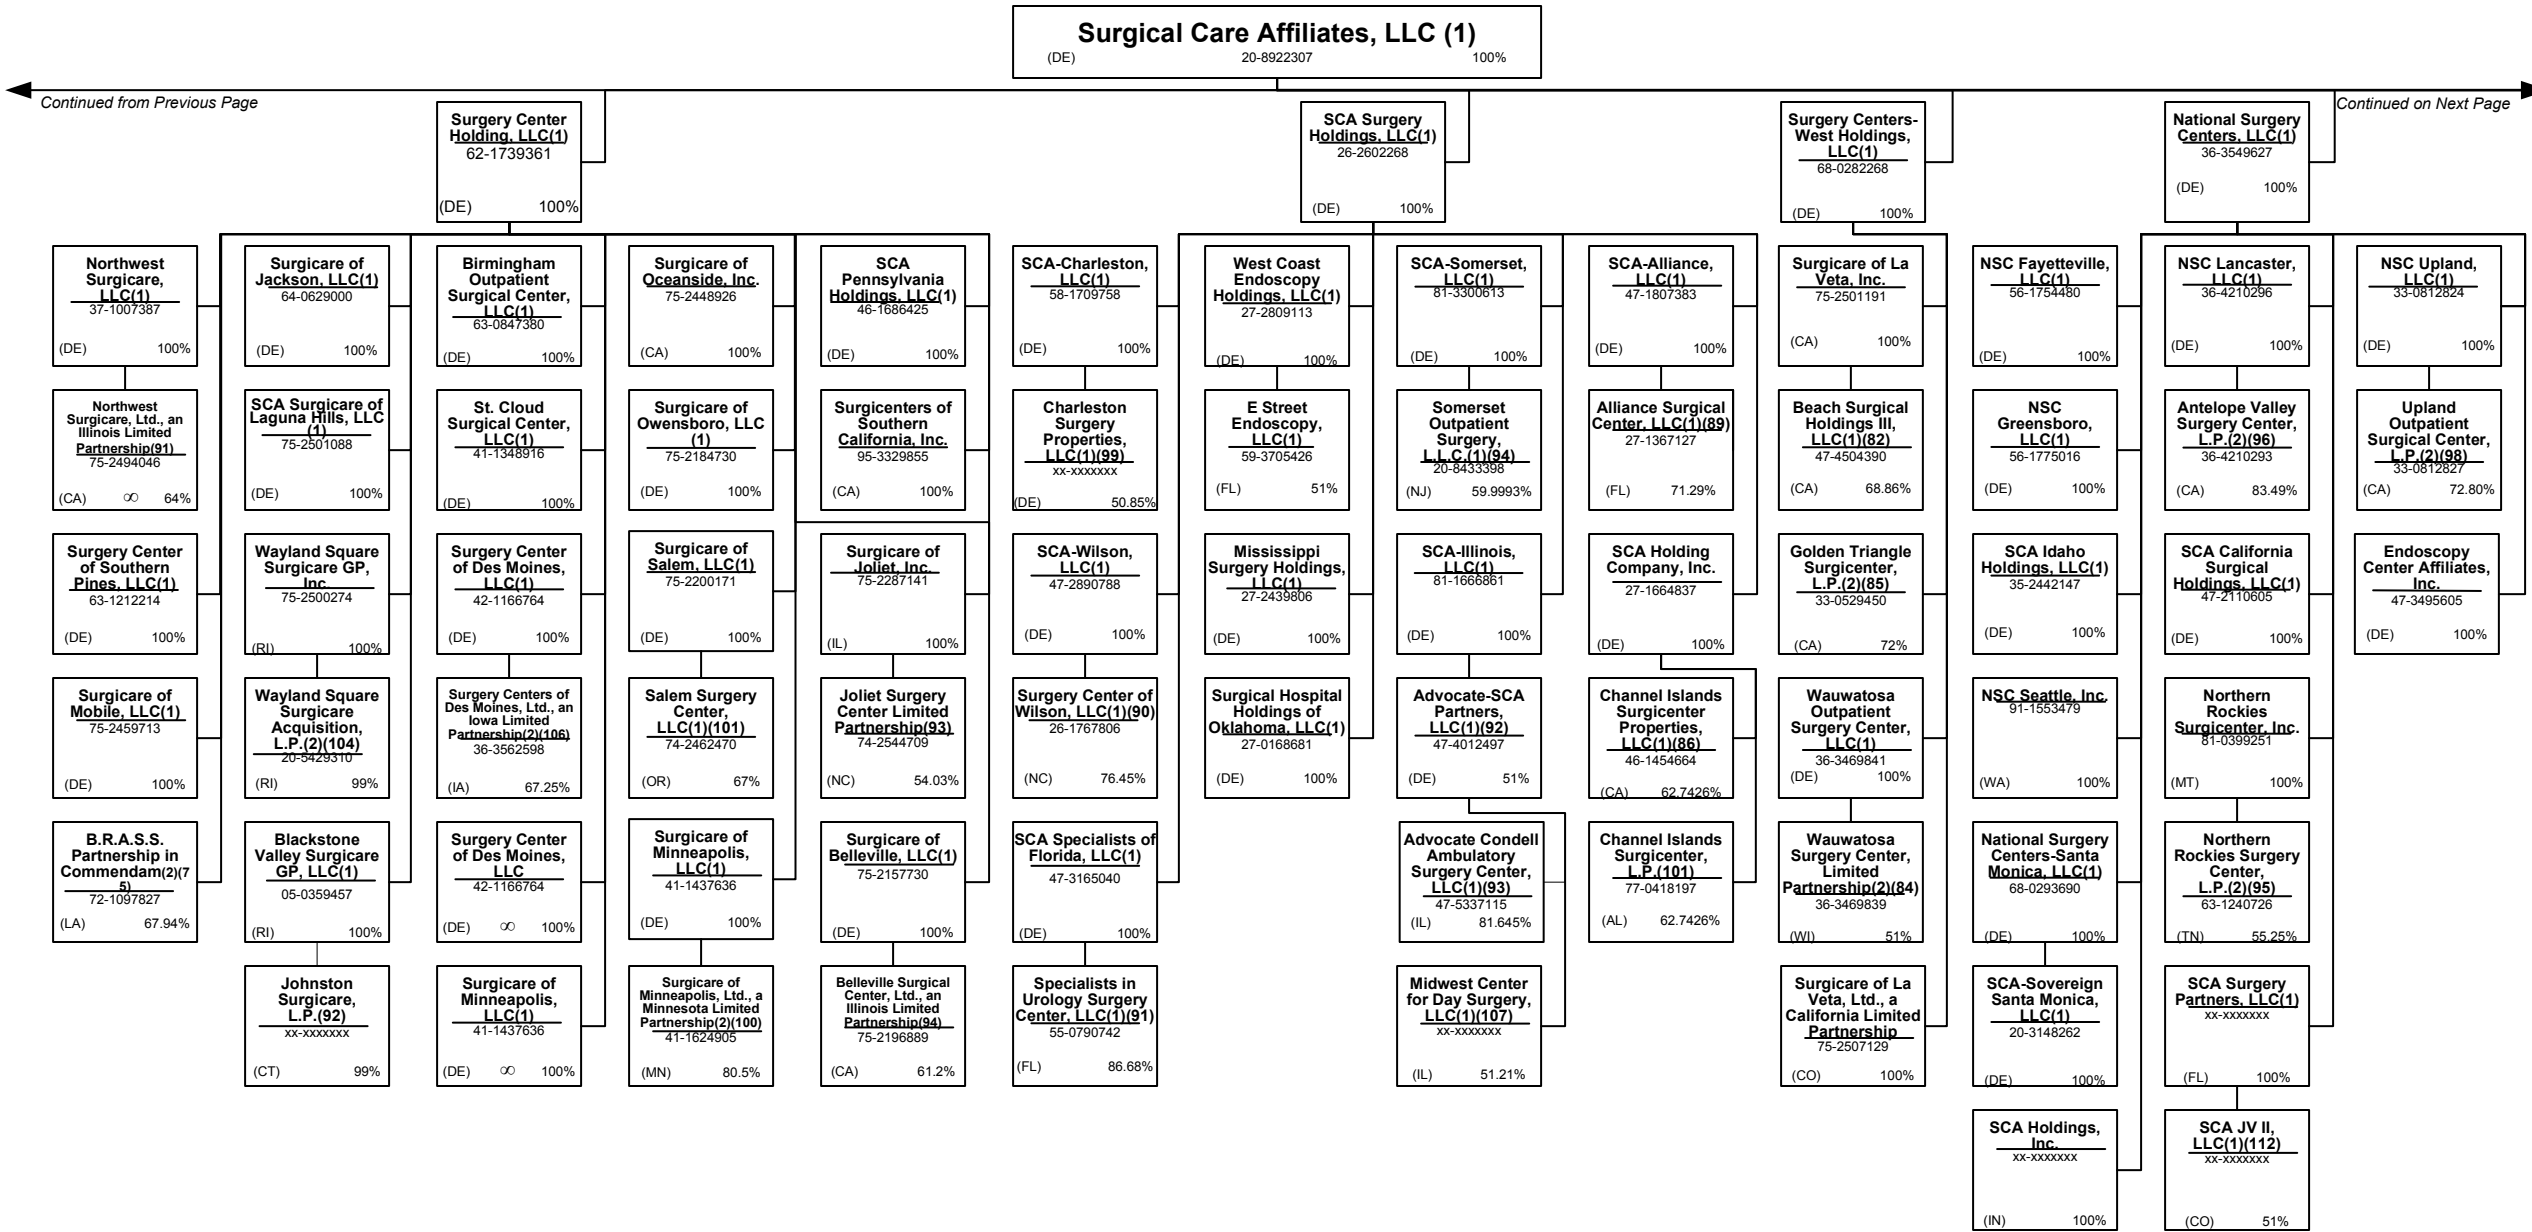 Surgical Care Affiliates, LLC (1)
(DE) 20-8922307 100%
Continued from Previous Page
Continued on Next Page
Surgery Center
Holding, LLC(1)
62-1739361
(DE) 100%
SCA Surgery
Holdings, LLC(1)
26-2602268
(DE) 100%
Surgery Centers-
West Holdings,
LLC(1)
68-0282268
(DE) 100%
National Surgery
Centers, LLC(1)
36-3549627
(DE) 100%
Northwest
Surgicare,
LLC(1)
37-1007387
(DE) 100%
Surgicare of
Jackson, LLC(1)
64-0629000
(DE) 100%
Birmingham
Outpatient
Surgical Center,
LLC(1)
63-0847380
(DE) 100%
Surgicare of
Oceanside, Inc.
75-2448926
(CA) 100%
SCA
Pennsylvania
Holdings, LLC(1)
46-1686425
(DE) 100%
SCA-Charleston,
LLC(1)
58-1709758
(DE) 100%
West Coast
Endoscopy
Holdings, LLC(1)
27-2809113
(DE) 100%
SCA-Somerset,
LLC(1)
81-3300613
(DE) 100%
SCA-Alliance,
LLC(1)
47-1807383
(DE) 100%
Surgicare of La
Veta, Inc.
75-2501191
(CA) 100%
NSC Fayetteville,
LLC(1)
56-1754480
(DE) 100%
NSC Lancaster,
LLC(1)
36-4210296
(DE) 100%
NSC Upland,
LLC(1)
33-0812824
(DE) 100%
Northwest
Surgicare, Ltd., an
Illinois Limited
Partnership(91)
75-2494046
(CA) ∞ 64%
SCA Surgicare of
Laguna Hills, LLC
(1)
75-2501088
(DE) 100%
St. Cloud
Surgical Center,
LLC(1)
41-1348916
(DE) 100%
Surgicare of
Owensboro, LLC
(1)
75-2184730
(DE) 100%
Surgicenters of
Southern
California, Inc.
95-3329855
(CA) 100%
Charleston
Surgery
Properties,
LLC(1)(99)
xx-xxxxxxx
(DE) 50.85%
E Street
Endoscopy,
LLC(1)
59-3705426
(FL) 51%
Somerset
Outpatient
Surgery,
L.L.C.(1)(94)
20-8433398
(NJ) 59.9993%
Alliance Surgical
Center, LLC(1)(89)
27-1367127
(FL) 71.29%
Beach Surgical
Holdings III,
LLC(1)(82)
47-4504390
(CA) 68.86%
NSC
Greensboro,
LLC(1)
56-1775016
(DE) 100%
Antelope Valley
Surgery Center,
L.P.(2)(96)
36-4210293
(CA) 83.49%
Upland
Outpatient
Surgical Center,
L.P.(2)(98)
33-0812827
(CA) 72.80%
Surgery Center
of Southern
Pines, LLC(1)
63-1212214
(DE) 100%
Wayland Square
Surgicare GP,
Inc.
75-2500274
(RI) 100%
Surgery Center
of Des Moines,
LLC(1)
42-1166764
(DE) 100%
Surgicare of
Salem, LLC(1)
75-2200171
(DE) 100%
Surgicare of
Joliet, Inc.
75-2287141
(IL) 100%
SCA-Wilson,
LLC(1)
47-2890788
(DE) 100%
Mississippi
Surgery Holdings,
LLC(1)
27-2439806
(DE) 100%
SCA-Illinois,
LLC(1)
81-1666861
(DE) 100%
SCA Holding
Company, Inc.
27-1664837
(DE) 100%
Golden Triangle
Surgicenter,
L.P.(2)(85)
33-0529450
(CA) 72%
SCA Idaho
Holdings, LLC(1)
35-2442147
(DE) 100%
SCA California
Surgical
Holdings, LLC(1)
47-2110605
(DE) 100%
Endoscopy
Center Affiliates,
Inc.
47-3495605
(DE) 100%
Surgicare of
Mobile, LLC(1)
75-2459713
(DE) 100%
Wayland Square
Surgicare
Acquisition,
L.P.(2)(104)
20-5429310
(RI) 99%
Surgery Centers of
Des Moines, Ltd., an
Iowa Limited
Partnership(2)(106)
36-3562598
(IA) 67.25%
Salem Surgery
Center,
LLC(1)(101)
74-2462470
(OR) 67%
Joliet Surgery
Center Limited
Partnership(93)
74-2544709
(NC) 54.03%
Surgery Center of
Wilson, LLC(1)(90)
26-1767806
(NC) 76.45%
Surgical Hospital
Holdings of
Oklahoma, LLC(1)
27-0168681
(DE) 100%
Advocate-SCA
Partners,
LLC(1)(92)
47-4012497
(DE) 51%
Channel Islands
Surgicenter
Properties,
LLC(1)(86)
46-1454664
(CA) 62.7426%
Wauwatosa
Outpatient
Surgery Center,
LLC(1)
36-3469841
(DE) 100%
NSC Seattle, Inc.
91-1553479
(WA) 100%
Northern
Rockies
Surgicenter, Inc.
81-0399251
(MT) 100%
B.R.A.S.S.
Partnership in
Commendam(2)(7
5)
72-1097827
(LA) 67.94%
Blackstone
Valley Surgicare
GP, LLC(1)
05-0359457
(RI) 100%
Surgery Center
of Des Moines,
LLC
42-1166764
(DE) ∞ 100%
Surgicare of
Minneapolis,
LLC(1)
41-1437636
(DE) 100%
Surgicare of
Belleville, LLC(1)
75-2157730
(DE) 100%
SCA Specialists of
Florida, LLC(1)
47-3165040
(DE) 100%
Advocate Condell
Ambulatory
Surgery Center,
LLC(1)(93)
47-5337115
(IL) 81.645%
Channel Islands
Surgicenter,
L.P.(101)
77-0418197
(AL) 62.7426%
Wauwatosa
Surgery Center,
Limited
Partnership(2)(84)
36-3469839
(WI) 51%
National Surgery
Centers-Santa
Monica, LLC(1)
68-0293690
(DE) 100%
Northern
Rockies Surgery
Center,
L.P.(2)(95)
63-1240726
(TN) 55.25%
Johnston
Surgicare,
L.P.(92)
xx-xxxxxxx
(CT) 99%
Surgicare of
Minneapolis,
LLC(1)
41-1437636
(DE) ∞ 100%
Surgicare of
Minneapolis, Ltd., a
Minnesota Limited
Partnership(2)(100)
41-1624905
(MN) 80.5%
Belleville Surgical
Center, Ltd., an
Illinois Limited
Partnership(94)
75-2196889
(CA) 61.2%
Specialists in
Urology Surgery
Center, LLC(1)(91)
55-0790742
(FL) 86.68%
Midwest Center
for Day Surgery,
LLC(1)(107)
xx-xxxxxxx
(IL) 51.21%
Surgicare of La
Veta, Ltd., a
California Limited
Partnership
75-2507129
(CO) 100%
SCA-Sovereign
Santa Monica,
LLC(1)
20-3148262
(DE) 100%
SCA Surgery
Partners, LLC(1)
xx-xxxxxxx
(FL) 100%
SCA Holdings,
Inc.
xx-xxxxxxx
(IN) 100%
SCA JV II,
LLC(1)(112)
xx-xxxxxxx
(CO) 51%